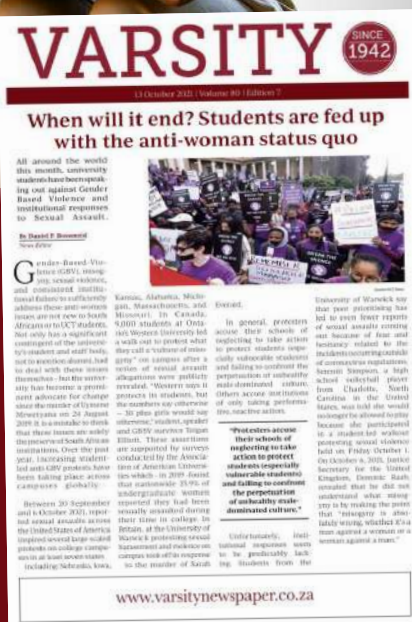 VARSITY
SINCE
1942
13 October 2021 | Volume 80 | Edition 7
When will it end? Students are fed up
with the anti-woman status quo
All around the world
this month, university
students have been speak-
ing out against Gender
Based Violence and
institutional responses
to Sexual Assault.
News Editor
Gender-Based-Vio-
lence (GBV), misog-
yny, sexual violence,
and continued institu-
tional failure to sufficiently
address these anti-women
issues are not new to South
Africans or to UCT students.
Not only has a significant
contingent of the univer-
sity's student and staff body,
not to mention alumni, had
to deal with these issues
themselves - but the univer-
sity has become a promi-
nent advocate for change
since the murder of Uyinene
Mrwetyana on 24 August
2019. It is a mistake to think
that these issues are solely
the preserve of South African
institutions. Over the past
year, increasing student-
led anti-GBV protests have
been taking place across
campuses globally.
Between 20 September
and 6 October 2021, repor-
ted sexual assaults across
the United States of America
inspired several large-scaled
protests on college campu-
ses in at least seven states
including Nebraska, Iowa,
Kansas, Alabama, Michi-
gan, Massachusetts, and
Missouri. In Canada,
9,000 students at Onta-
rio's Western University led
a walk out to protest what
they call a "culture of miso-
gyny" on campus after a
series of sexual assault
allegations were publicly
revealed. "Western says it
protects its students, but
the numbers say otherwise
- 30 plus girls would say
otherwise," student, speaker
and GBSV survivor Teigan
Elliott. These assertions
are supported by surveys
conducted by the Associa-
tion of American Universi-
ties which - in 2019 - found
that nationwide 25.9% of
undergraduate women
reported they had been
sexually assaulted during
their time in college. In
Britain, at the University of
Warwick protesting sexual
harassment and violence on
campus took off in response
to the murder of Sarah
Everard.
In general, protesters
accuse their schools of
neglecting to take action
to protect students (espe-
cially vulnerable students)
and failing to confront the
perpetration of unhealthy
male-dominated culture.
Others accuse institutions
of only taking performa-
tive, reactive actions.
"Protesters accuse
their schools of
neglecting to take
action to protect
students (especially
vulnerable students)
and failing to confront
the perpetuation
of unhealthy male-
dominated culture."
Unfortunately, insti-
tutional responses seem
to be predictably lack-
ing. Students from the
University of Warwick say
that poor prioritising has
led to even fewer reports
of sexual assaults coming
out because of fear and
hesitancy related to the
incidents occurring outside
of coronavirus regulations.
Simpson, a high
school volleyball player
from Charlotte, North
Carolina in the United
States, was told she would
no longer be allowed to play
because she participated
in a student-led walkout
protesting sexual violence
held on Friday October 1.
On October 6, 2021, Justice
Secretary for the United
Kingdom, Dominic Raab,
revealed that he did not
understand what misog-
yny is by making the point
that "misogyny is abso-
lutely wrong, whether it's a
man against a woman or a
woman against a man."
www.varsitynewspaper.co.za